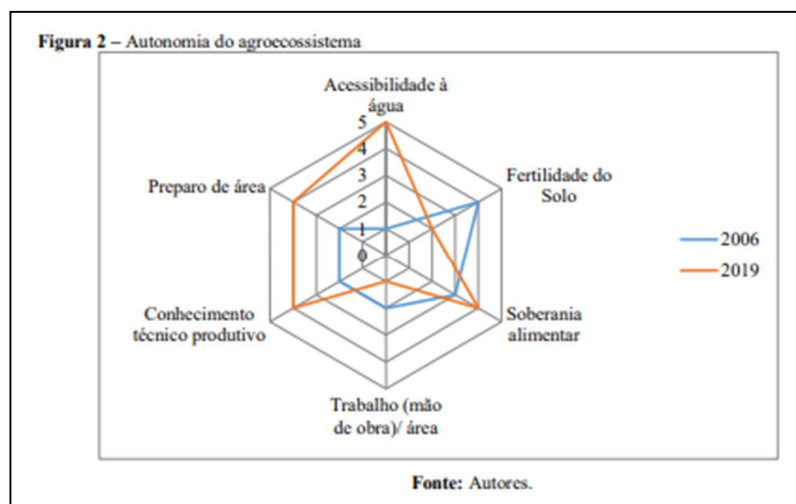 Figura 2 – Autonomia do agroecossistema
Acessibilidade à
água
5
4
3
2
1
0
Preparo de área
Fertilidade do
Solo
2006
2019
Conhecimento
técnico produtivo
Soberania
alimentar
Trabalho (mão
de obra)/ área
Fonte: Autores.